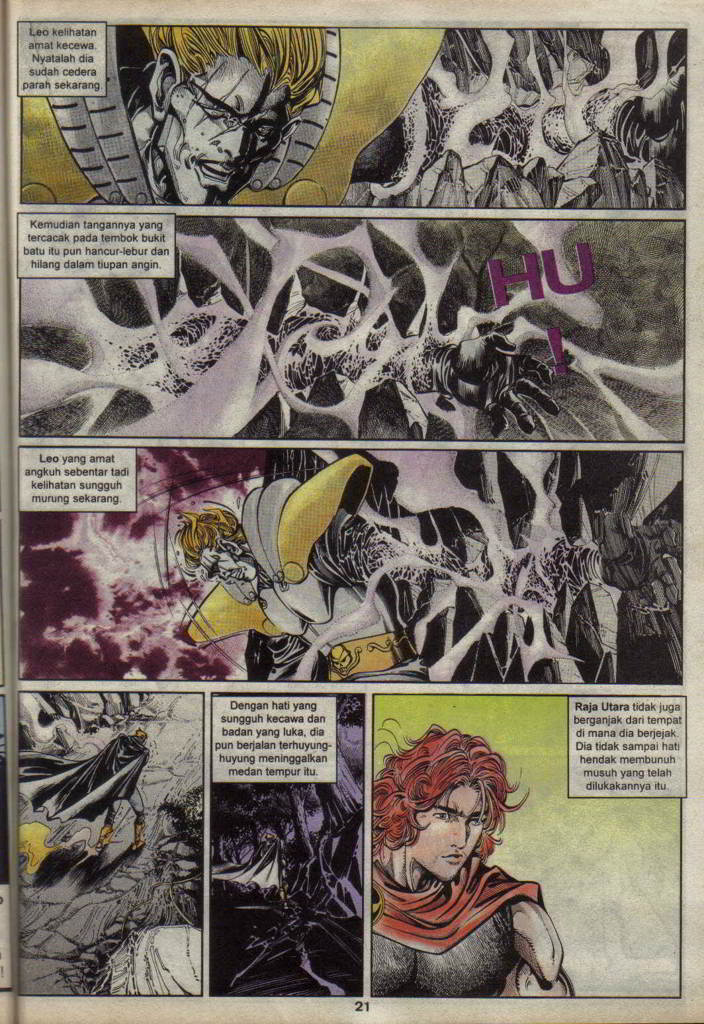 Leo kelihatan
amat kecewa.
Nyatalah dia
sudah cedera
parah sekarang.
Kemudian tangannya yang
tercacak pada tembok bukit
batu itu pun hancur-lebur dan
hilang dalam tiupan angin.
HU
!
Leo yang amat
angkuh sebentar tadi
kelihatan sungguh
murung sekarang.
Dengan hati yang
sungguh kecawa dan
badan yang luka, dia
pun berjalan terhuyung-
huyung meninggalkan
medan tempur itu.
Raja Utara tidak juga
berganjak dari tempat
di mana dia berjejak.
Dia tidak sampai hati
hendak membunuh
musuh yang telah
dilukakannya itu.
21